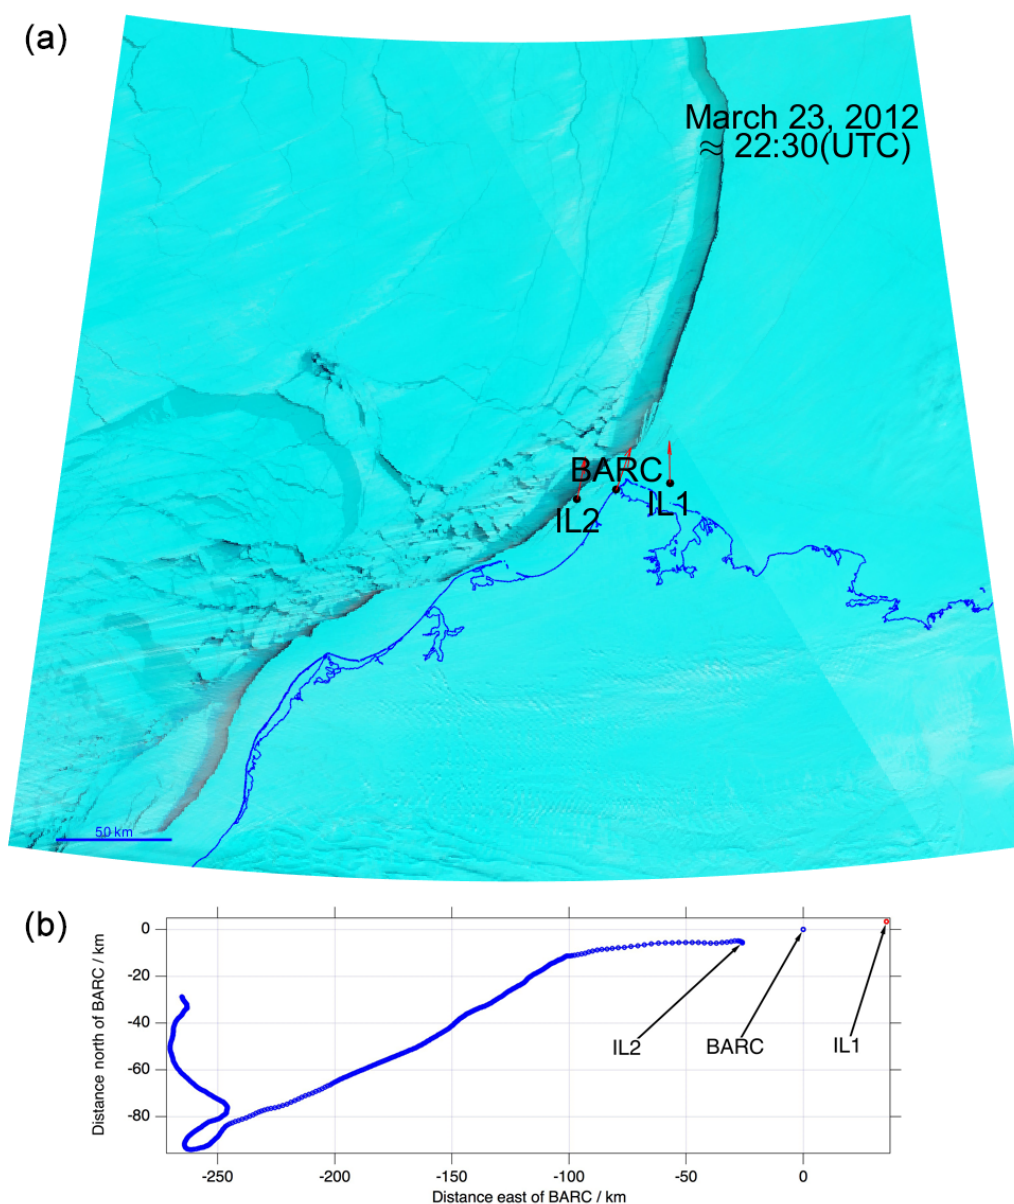 (a)
March 23, 2012
≈ 22:30(UTC)
BARC
IL1
IL2
50 km
(b)
Distance north of BARC / km
0
-20
-40
-60
-80
IL2
BARC
IL1
-250
-200
-150
-100
-50
0
Distance east of BARC / km